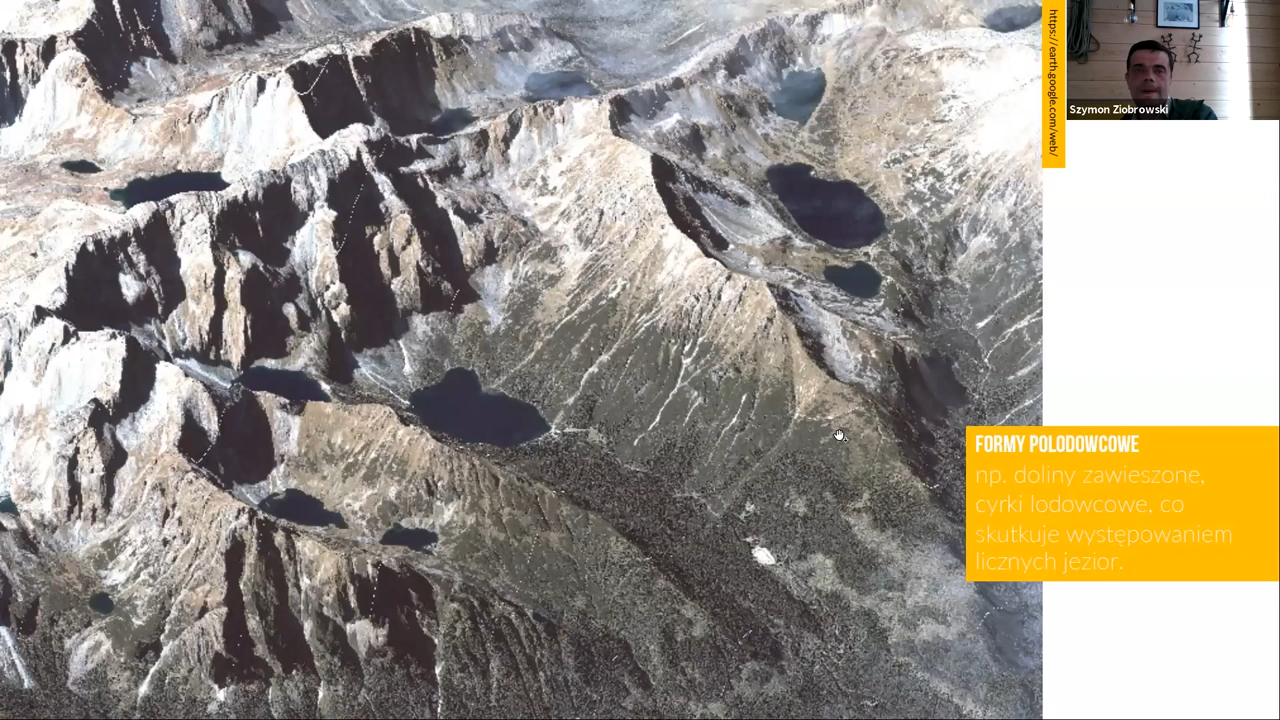 https://earth.google.com/web/
Szymon Ziobrowski
FORMY POLODOWCOWE
np. doliny zawieszone,
cyrki lodowcowe, co
skutkuje występowaniem
licznych jezior.